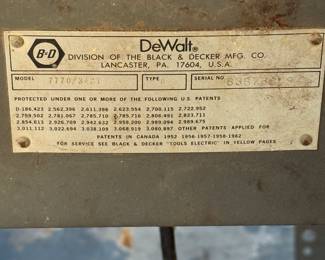 B-D
DeWalt®
DIVISION OF THE BLACK & DECKER MFG. CO.
LANCASTER, PA. 17604, U.S.A.
MODEL 7770/3421 TYPE SERIAL NO
PROTECTED UNDER ONE OR MORE OF THE FOLLOWING U.S. PATENTS
D-186,423 2,562,396 2,611,399 2,623,554 2,700,115 2,722,952
2,759,502 2,781,067 2,785,710 2,785,716 2,806,491 2,823,711
2,854,813 2,926,709 2,942,632 2,958,200 2,989,094 2,989,675
3,011,112 3,022,694 3,038,109 3,068,919 3,080,897 OTHER PATENTS APPLIED FOR
PATENTS IN CANADA 1952-1956-1957-1958-1962
FOR SERVICE SEE BLACK & DECKER "TOOLS ELECTRIC" IN YELLOW PAGES